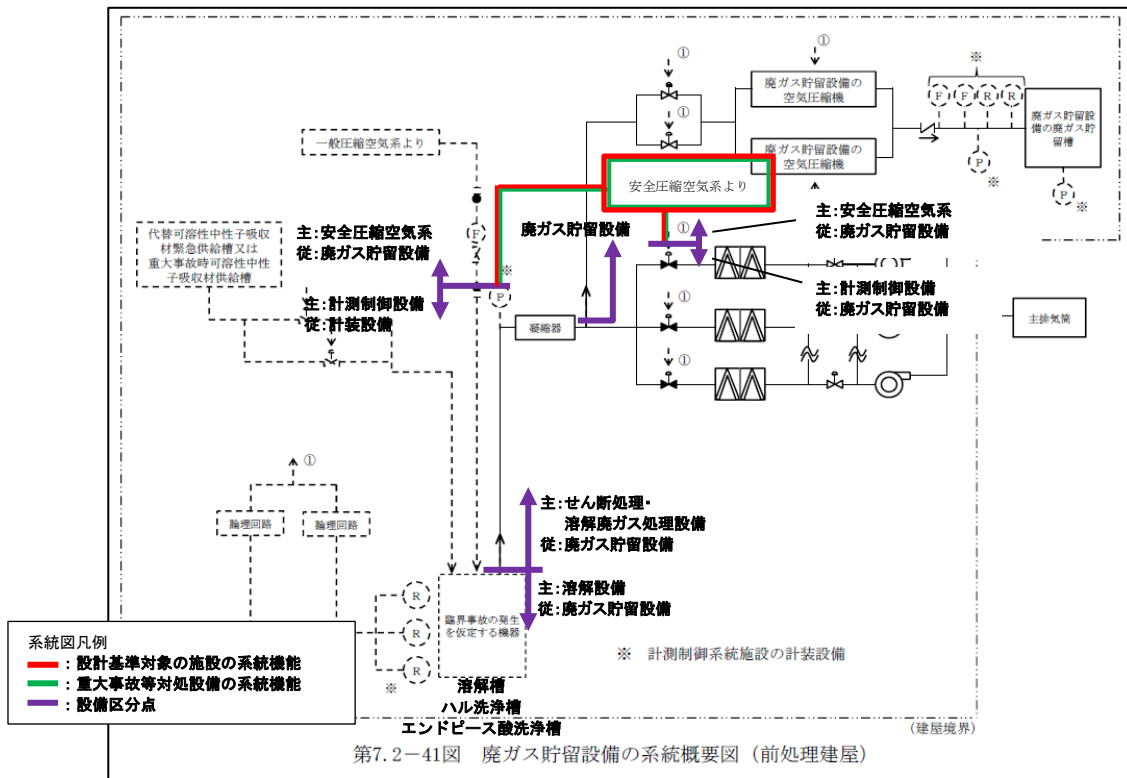 ①
①
※
廃ガス貯留設備の
空気圧縮機
F
F
R
R
廃ガス貯留設
備の廃ガス貯
留槽
①
一般圧縮空気系より
廃ガス貯留設備の
空気圧縮機
P
※
P
※
安全圧縮空気系より
代替可溶性中性子吸収
材緊急供給槽又は
重大事故時可溶性中性
子吸収材供給槽
主:安全圧縮空気系
従:廃ガス貯留設備
F
廃ガス貯留設備
①
主:安全圧縮空気系
従:廃ガス貯留設備
※
P
主:計測制御設備
従:計装設備
主:計測制御設備
従:廃ガス貯留設備
①
凝縮器
主排気筒
①
①
論理回路
論理回路
主:せん断処理・
溶解廃ガス処理設備
従:廃ガス貯留設備
主:溶解設備
従:廃ガス貯留設備
R
R
R
※
臨界事故の発生
を仮定する機器
溶解槽
ハル洗浄槽
エンドピース酸洗浄槽
※ 計測制御系統施設の計装設備
系統図凡例
:設計基準対象の施設の系統機能
:重大事故等対処設備の系統機能
:設備区分点
(建屋境界)
第7.2-41図 廃ガス貯留設備の系統概要図(前処理建屋)